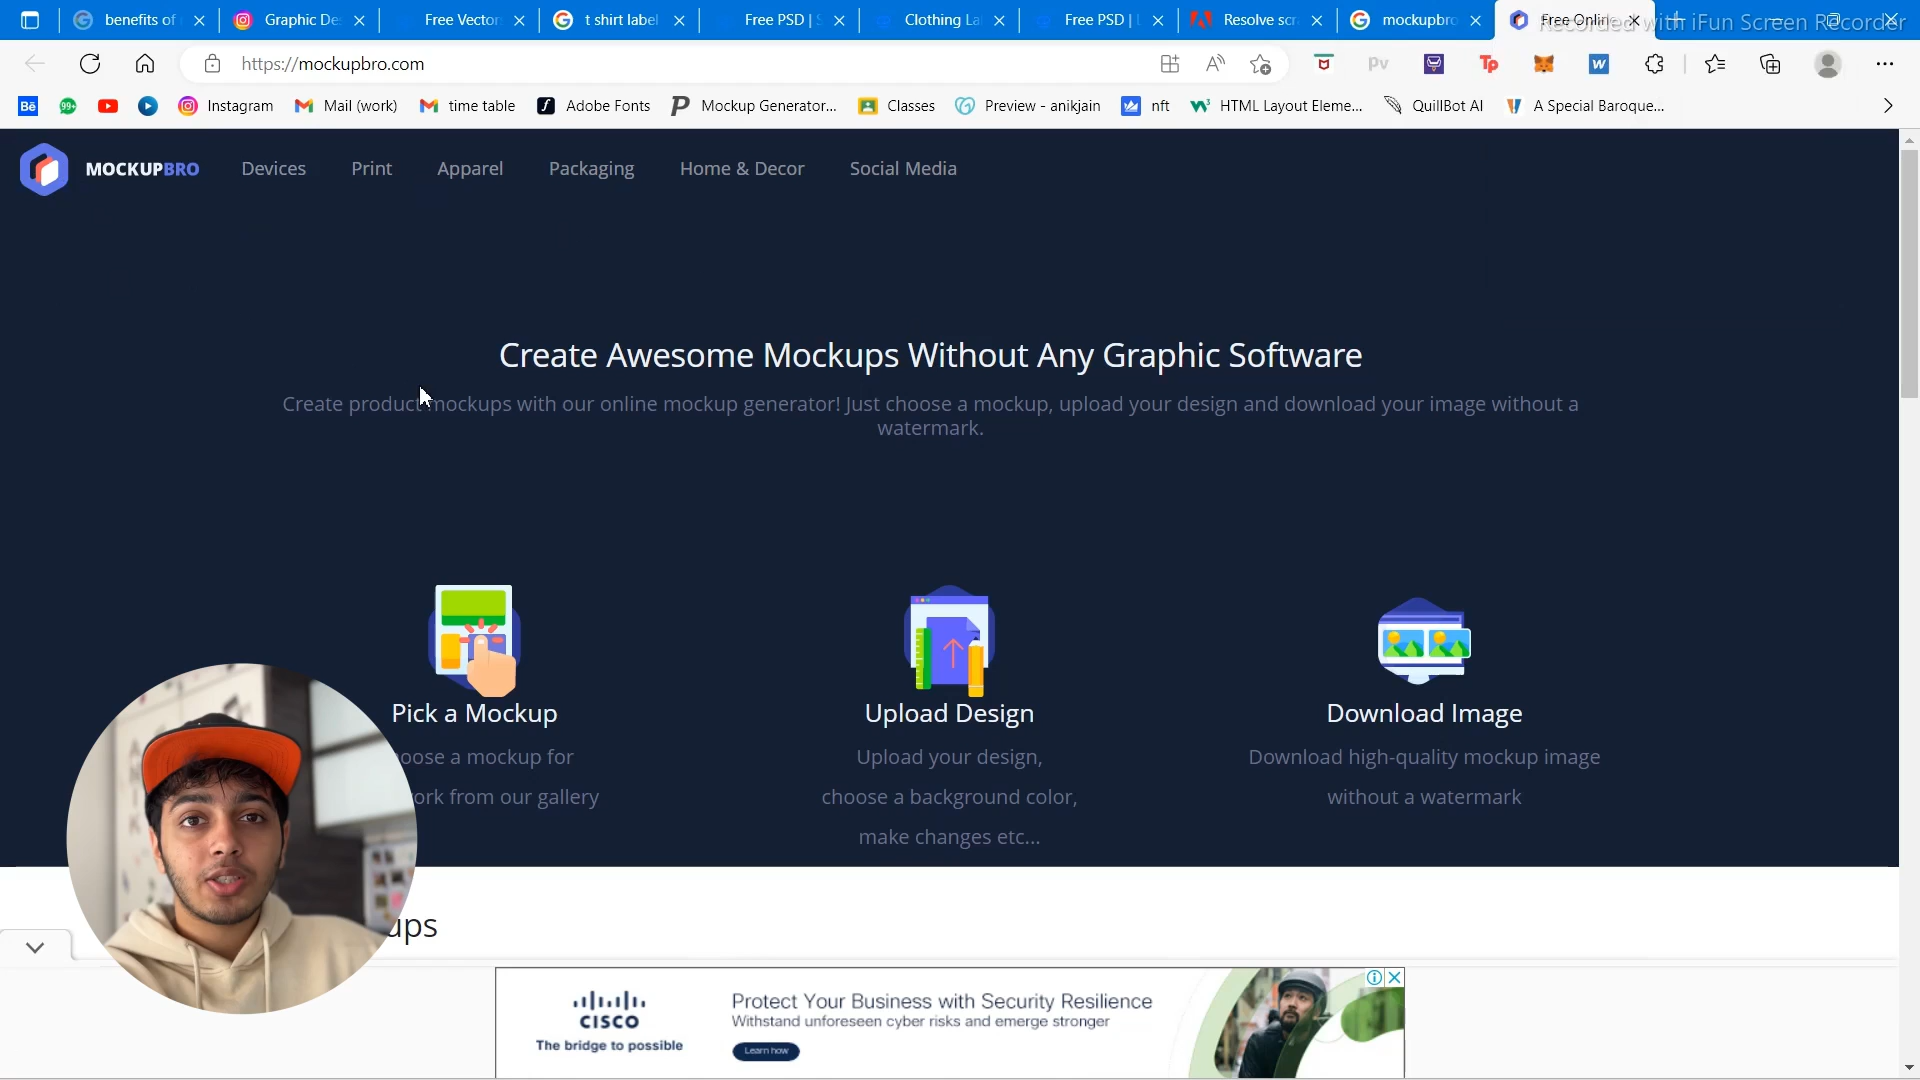 benefits of
Graphic De
Free Vector
t shirt label
Free PSD | S
Clothing La
Free PSD | L
Resolve scr
mockupbro
Free Onlin
Recorded with iFun Screen Recorder
https://mockupbro.com
Bē
99+
Instagram
Mail (work)
time table
Adobe Fonts
Mockup Generator...
Classes
Preview - anikjain
nft
HTML Layout Eleme...
QuillBot AI
A Special Baroque...
MOCKUPBRO
Devices
Print
Apparel
Packaging
Home & Decor
Social Media
Create Awesome Mockups Without Any Graphic Software
Create product mockups with our online mockup generator! Just choose a mockup, upload your design and download your image without a
watermark.
Pick a Mockup
oose a mockup for
ork from our gallery
Upload Design
Upload your design,
choose a background color,
make changes etc...
Download Image
Download high-quality mockup image
without a watermark
ups
CISCO
The bridge to possible
Protect Your Business with Security Resilience
Withstand unforeseen cyber risks and emerge stronger
Learn how